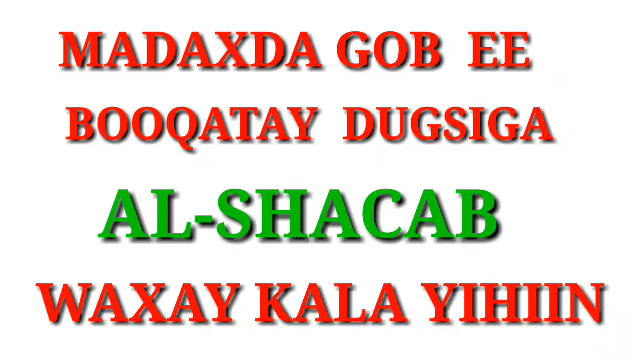 MADAXDA GOB EE
BOOQATAY DUGSIGA
AL-SHACAB
WAXAY KALA YIHIIN